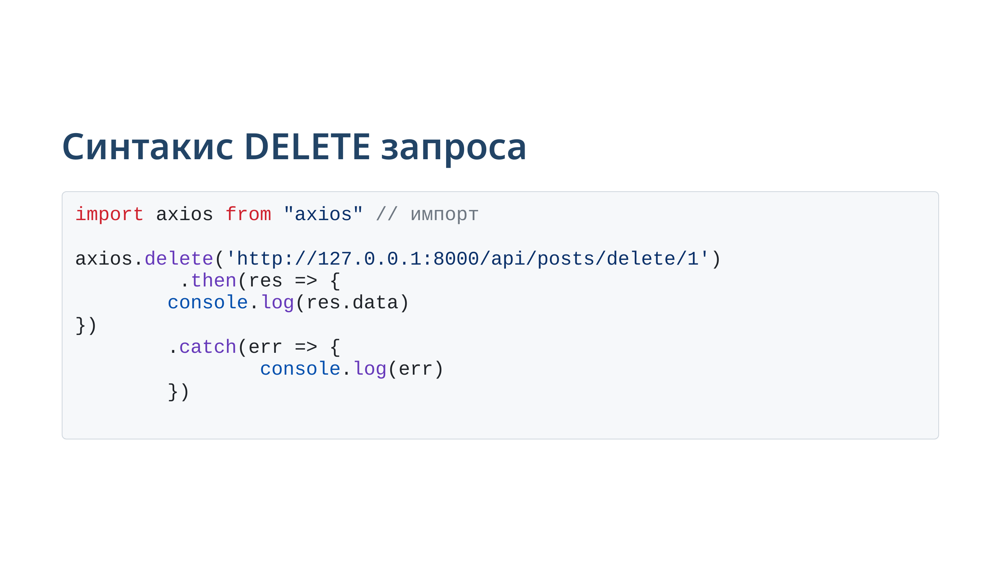 Синтакис DELETE запроса
import axios from "axios" // импорт
axios.delete('http://127.0.0.1:8000/api/posts/delete/1')
.then(res => {
console.log(res.data)
})
.catch(err => {
console.log(err)
})